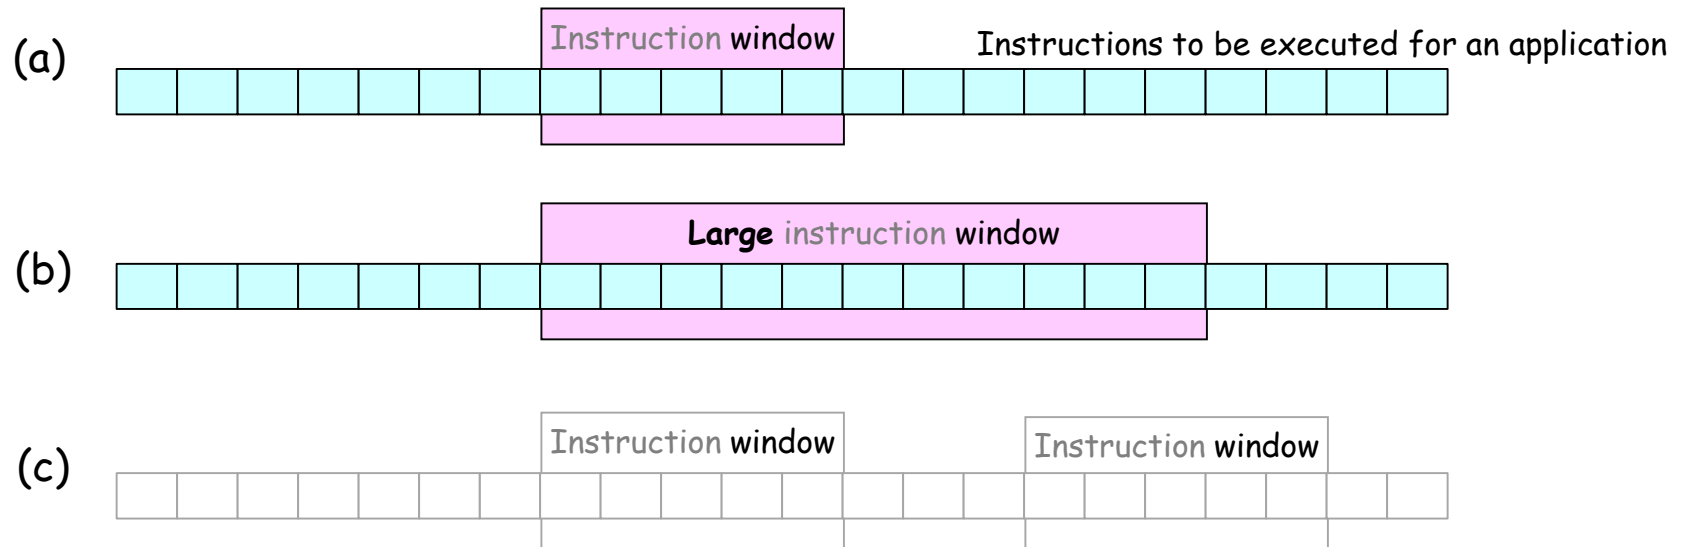 Instruction window
Instructions to be executed for an application
(a)
Large instruction window
(b)
Instruction window
Instruction window
(c)